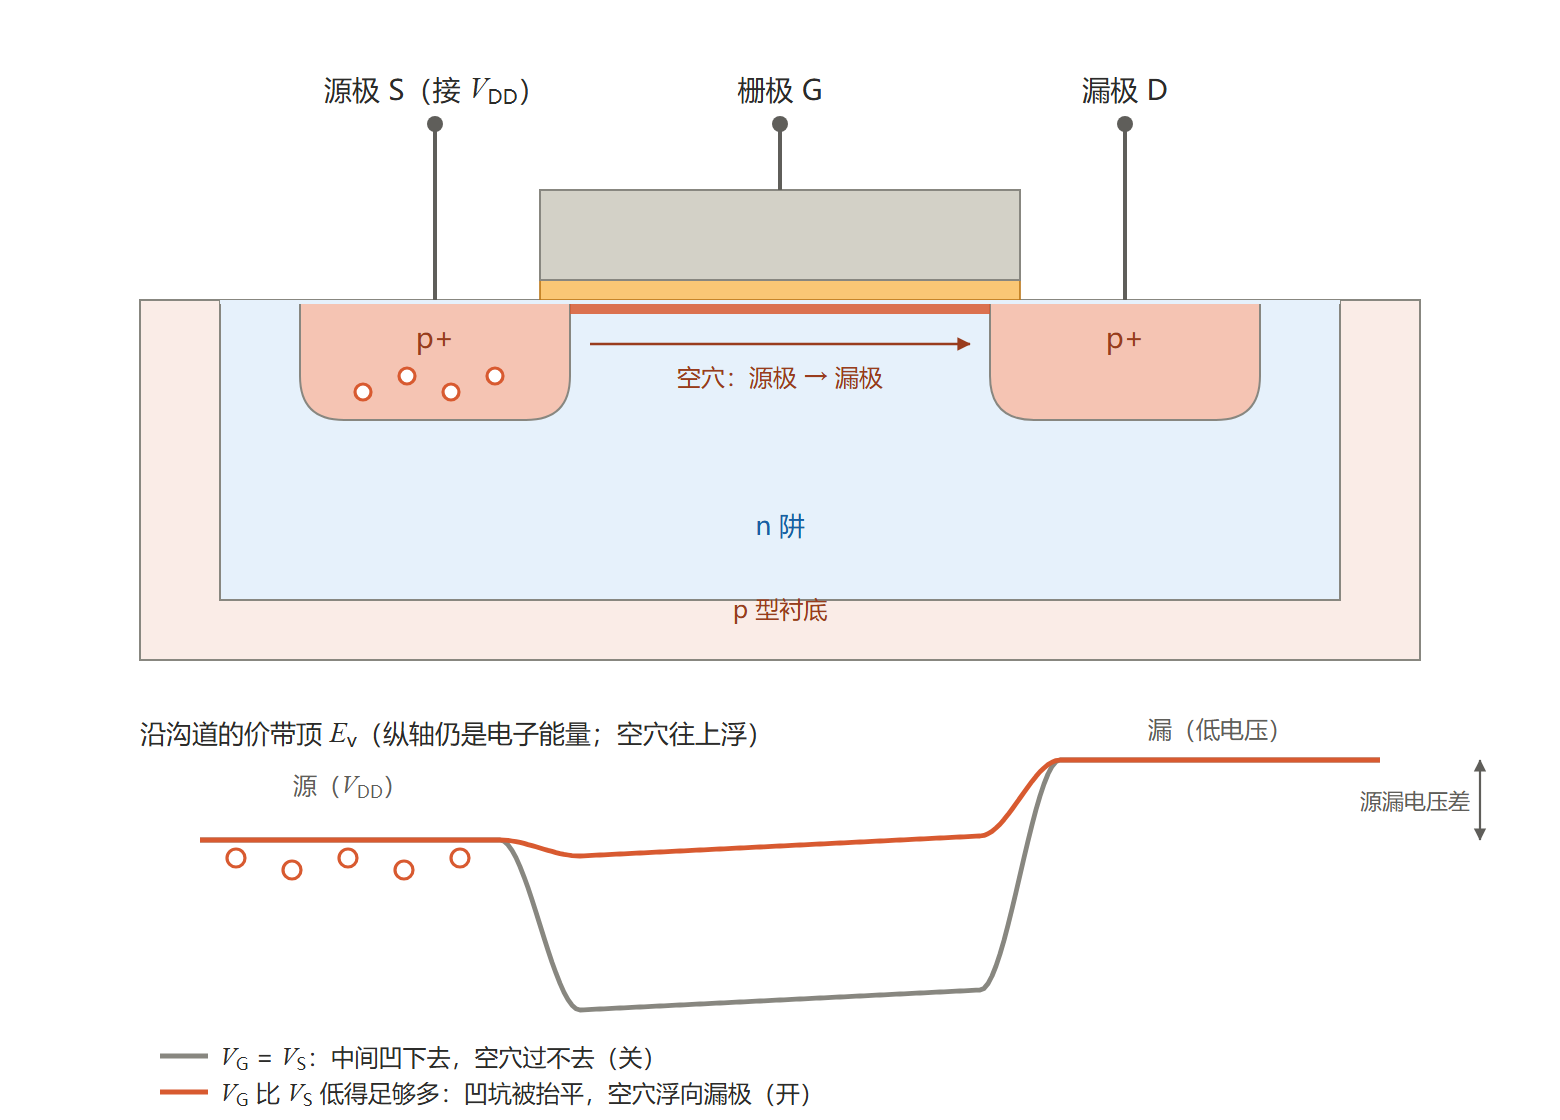 源极 S（接 VDD）
栅极 G
漏极 D
p+
p+
空穴：源极 → 漏极
n 阱
p 型衬底
沿沟道的价带顶 Ev（纵轴仍是电子能量；空穴往上浮）
漏（低电压）
源（VDD）
源漏电压差
VG = VS：中间凹下去，空穴过不去（关）
VG 比 VS 低得足够多：凹坑被抬平，空穴浮向漏极（开）